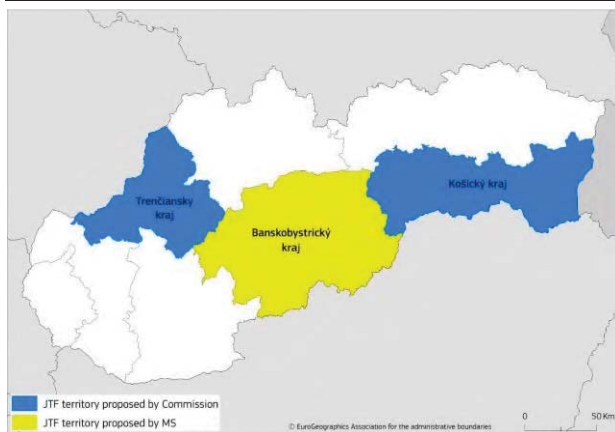 Trenčiansky
kraj
Košický kraj
Banskobystrický
kraj
JTF territory proposed by Commission
JTF territory proposed by MS
© EuroGeographics Association for the administrative boundaries
0 50 Km